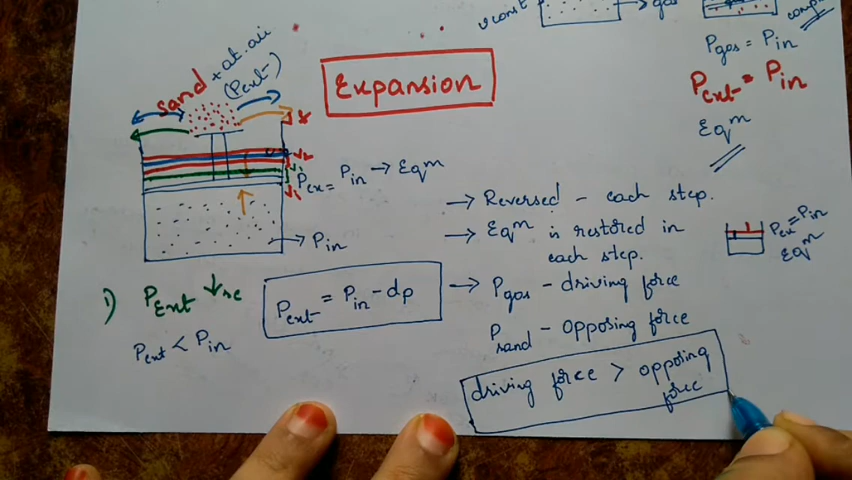 v const
gas
Pgas = Pin
Pext = Pin
Eqm
sand + at. air
(Pext)
Expansion
Pex = Pin → Eqm
→ Pin
→ Reversed - each step.
→ Eqm is restored in
each step.
→ Pgas - driving force
Psand - opposing force
driving force > opposing
force
Pex = Pin
Eqm
1) PExt ↓se
Pext = Pin - dp
Pext < Pin